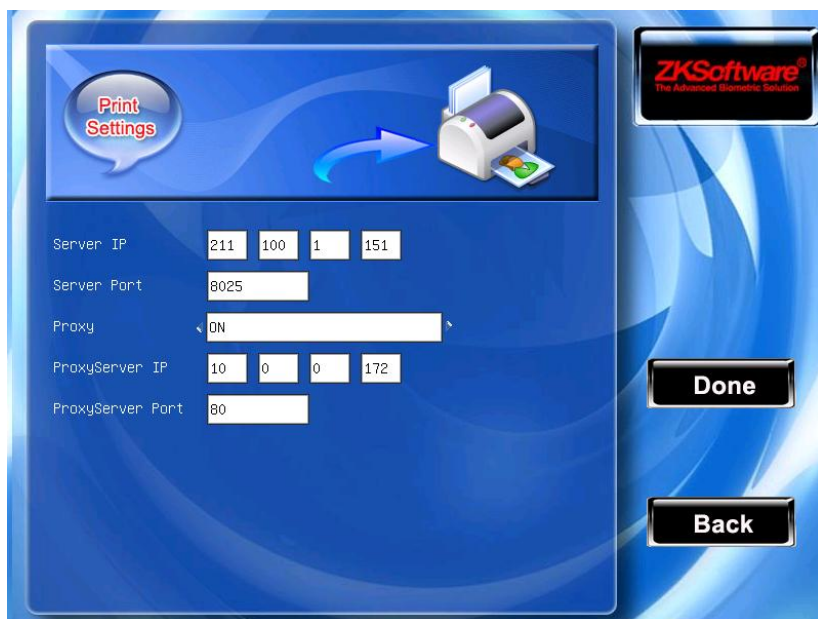 Print
Settings
ZKSoftware®
The Advanced Biometric Solution
Server IP 211 100 1 151
Server Port 8025
Proxy ON
ProxyServer IP 10 0 0 172
ProxyServer Port 80
Done
Back